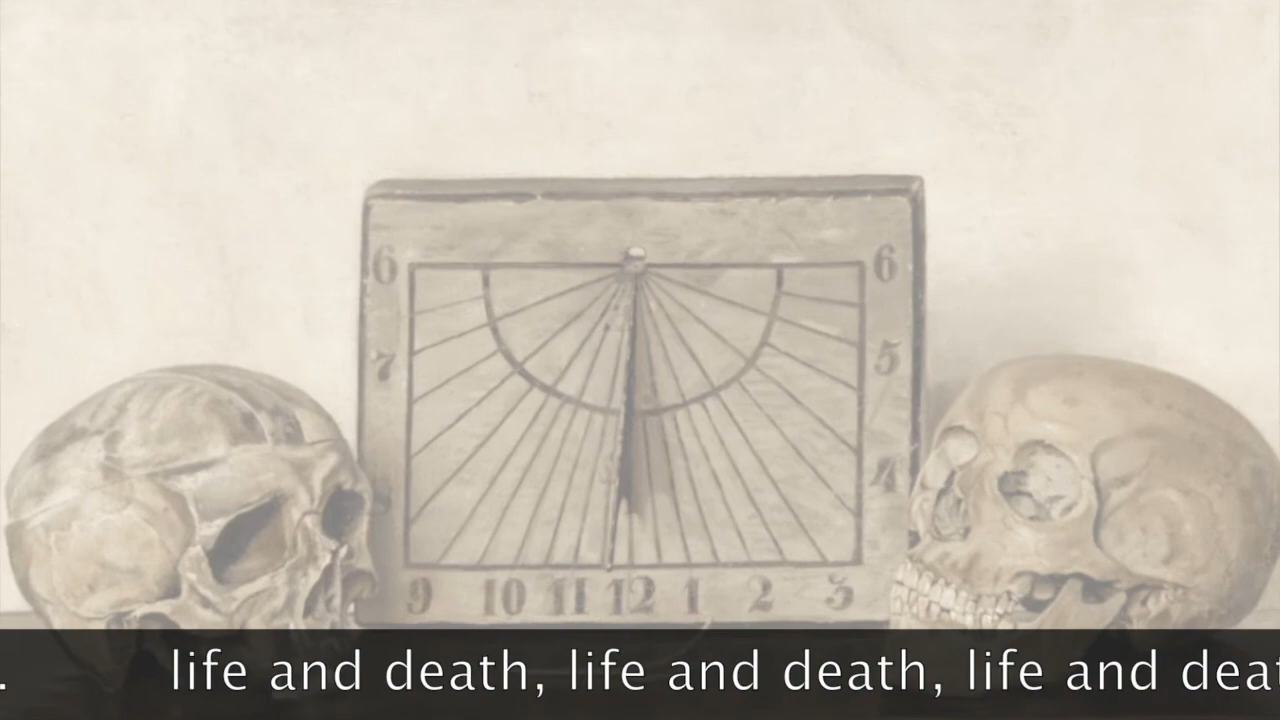 6 6
7 5
4
9 10 11 12 1 2 3
. life and death, life and death, life and deat